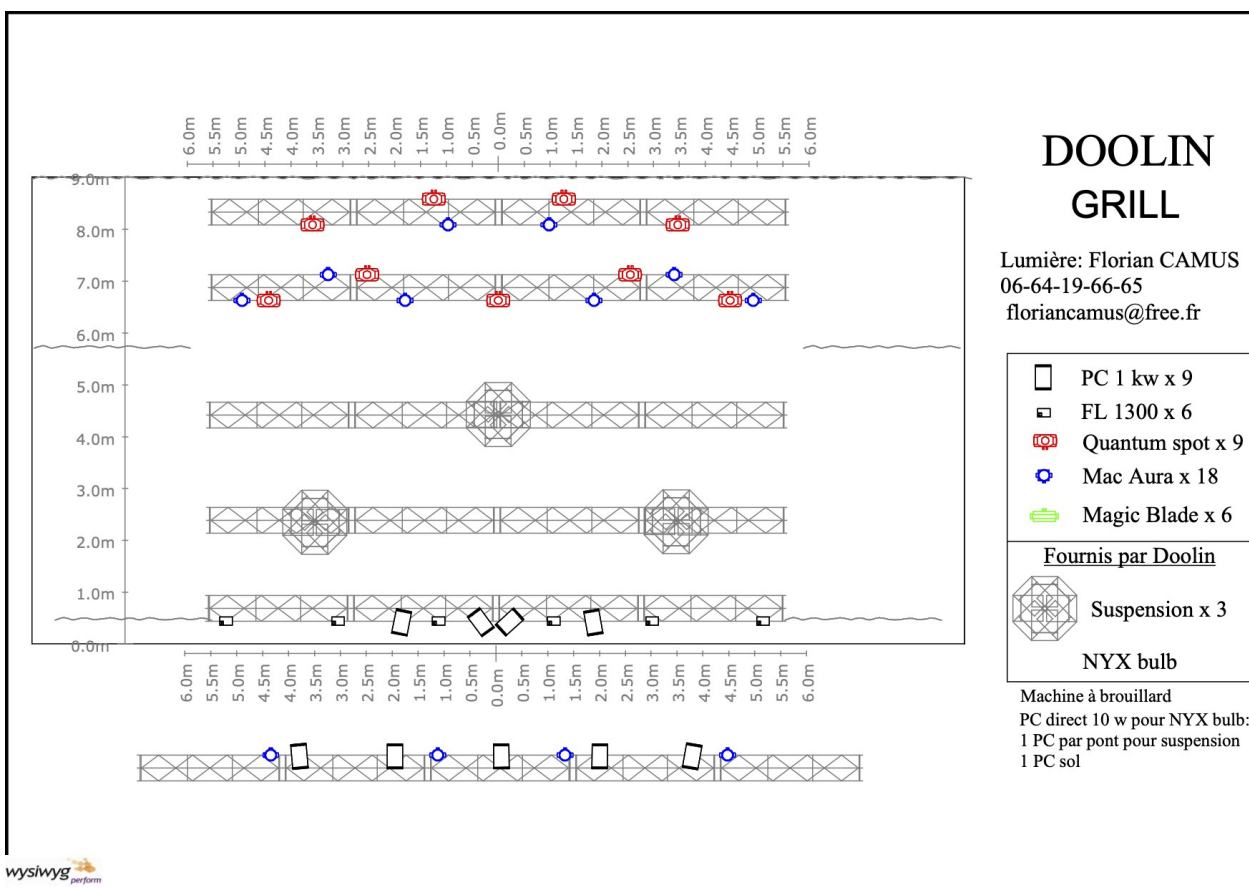 6.0m 5.5m 5.0m 4.5m 4.0m 3.5m 3.0m 2.5m 2.0m 1.5m 1.0m 0.5m 0.0m 0.5m 1.0m 1.5m 2.0m 2.5m 3.0m 3.5m 4.0m 4.5m 5.0m 5.5m 6.0m
9.0m
8.0m
7.0m
6.0m
5.0m
4.0m
3.0m
2.0m
1.0m
0.0m
6.0m 5.5m 5.0m 4.5m 4.0m 3.5m 3.0m 2.5m 2.0m 1.5m 1.0m 0.5m 0.0m 0.5m 1.0m 1.5m 2.0m 2.5m 3.0m 3.5m 4.0m 4.5m 5.0m 5.5m 6.0m
DOOLIN
GRILL
Lumière: Florian CAMUS
06-64-19-66-65
floriancamus@free.fr
PC 1 kw x 9
FL 1300 x 6
Quantum spot x 9
Mac Aura x 18
Magic Blade x 6
Fournis par Doolin
Suspension x 3
NYX bulb
Machine à brouillard
PC direct 10 w pour NYX bulb:
1 PC par pont pour suspension
1 PC sol
wysiwyg
perform